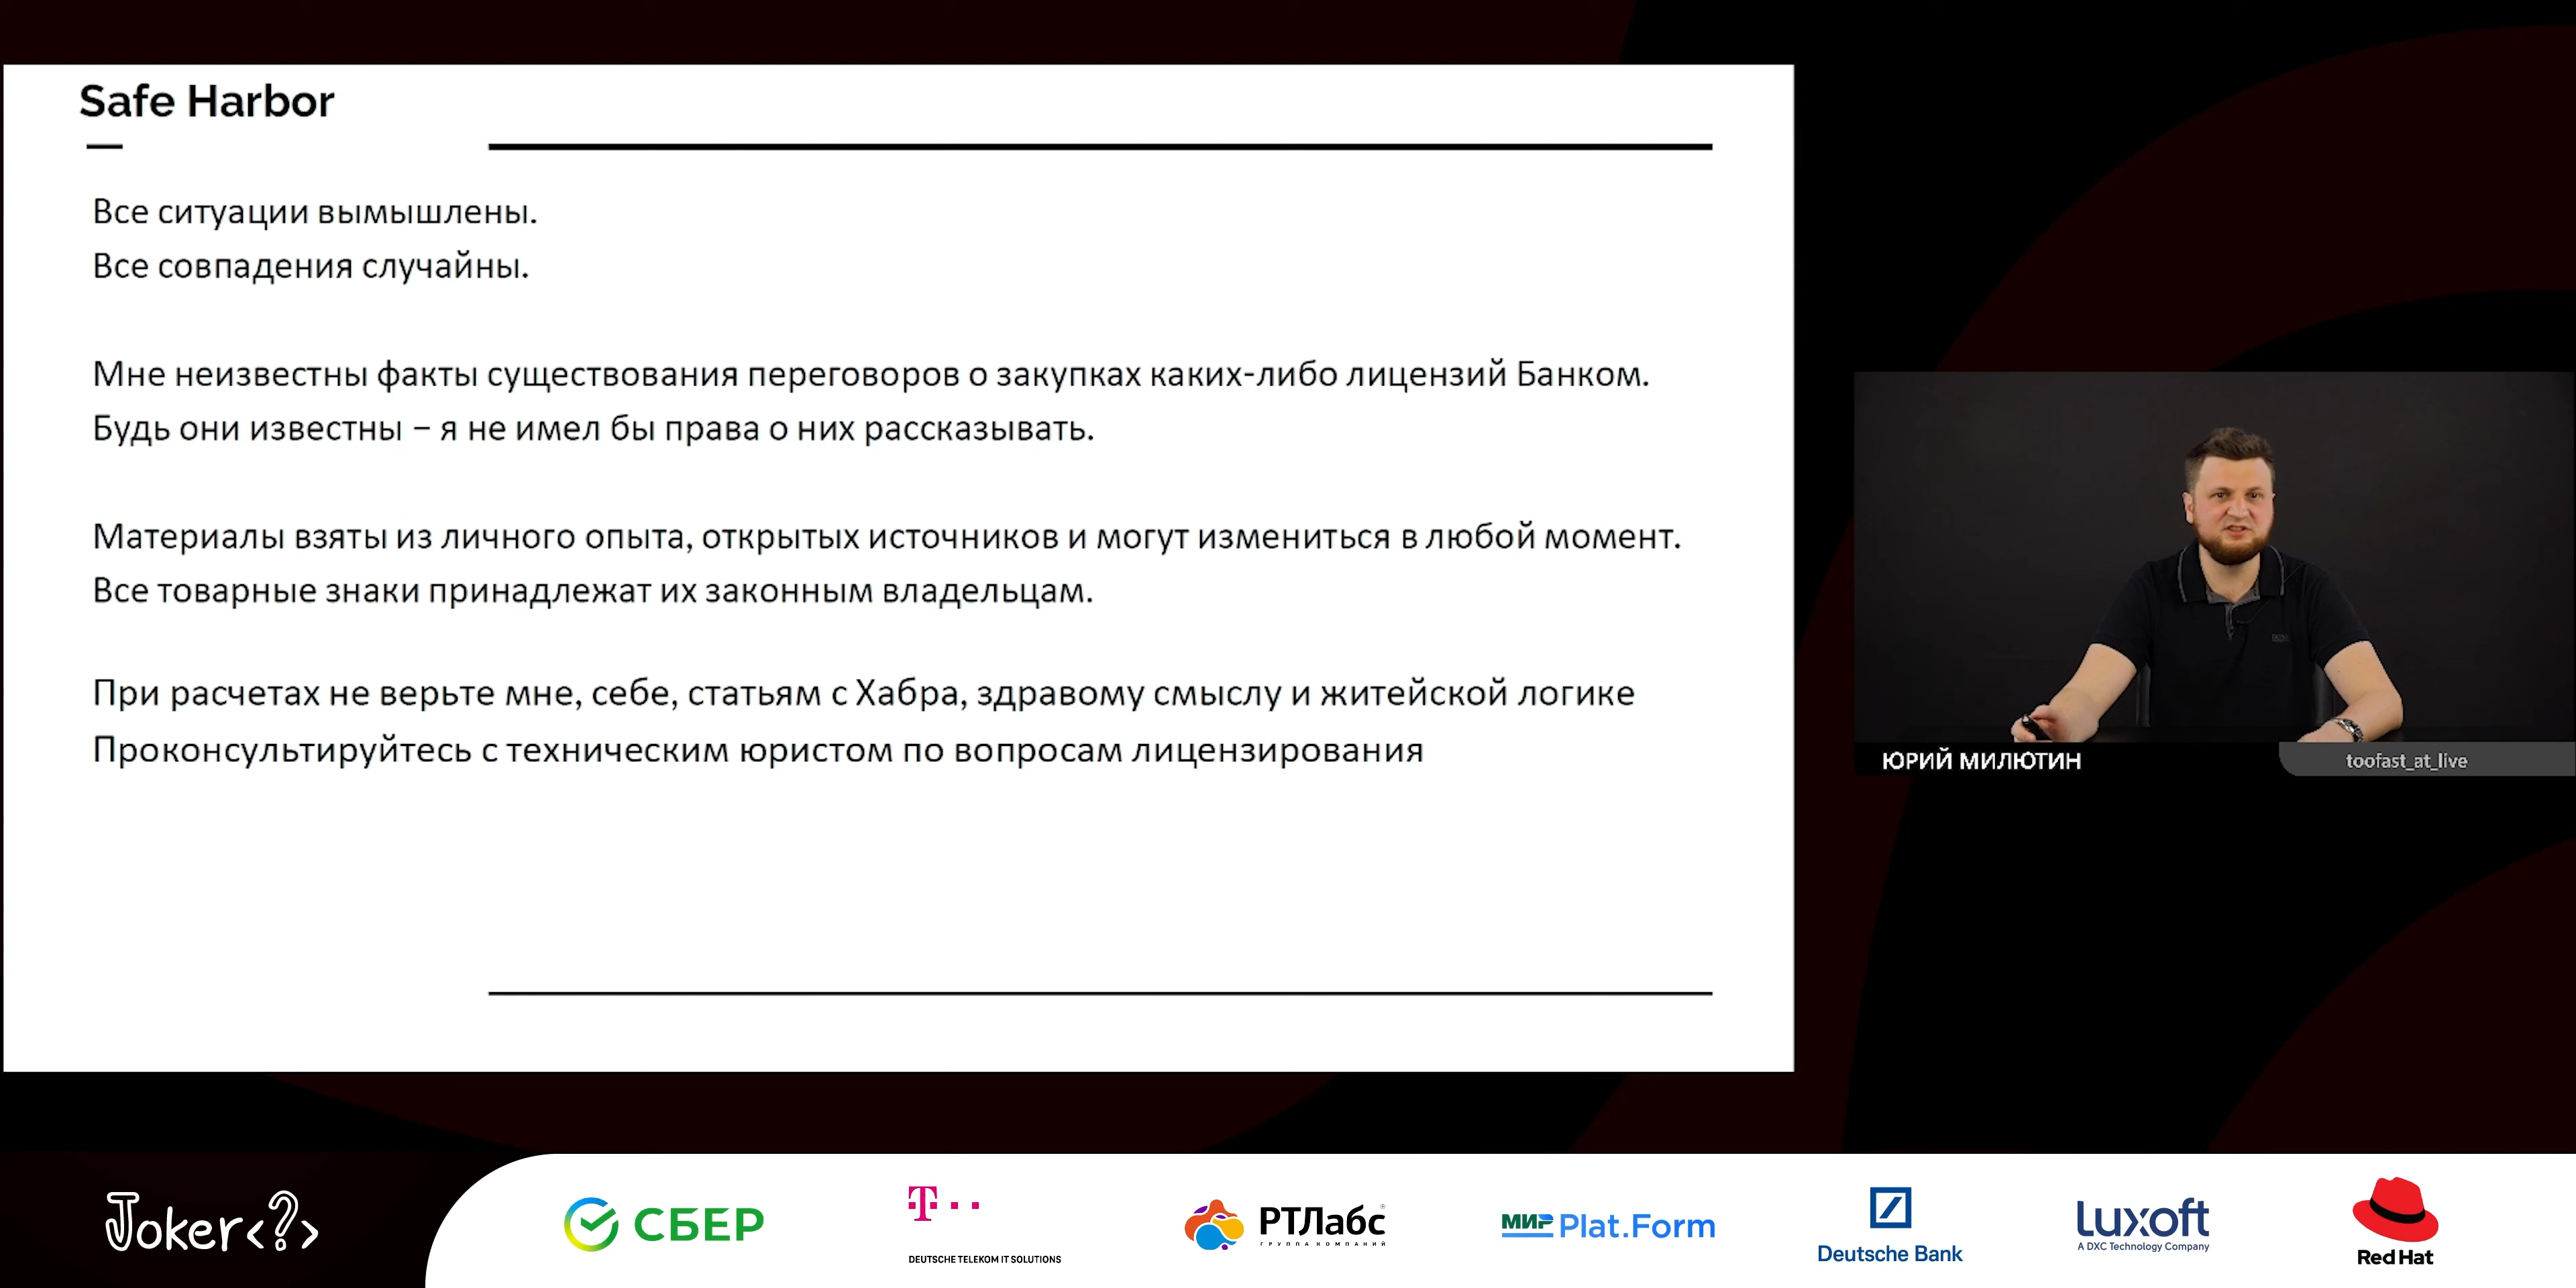 Safe Harbor
Все ситуации вымышлены.
Все совпадения случайны.
Мне неизвестны факты существования переговоров о закупках каких-либо лицензий Банком.
Будь они известны – я не имел бы права о них рассказывать.
Материалы взяты из личного опыта, открытых источников и могут измениться в любой момент.
Все товарные знаки принадлежат их законным владельцам.
При расчетах не верьте мне, себе, статьям с Хабра, здравому смыслу и житейской логике
Проконсультируйтесь с техническим юристом по вопросам лицензирования
ЮРИЙ МИЛЮТИН
toofast_at_live
Joker<?>
СБЕР
T
DEUTSCHE TELEKOM IT SOLUTIONS
РТЛабс
ГРУППА КОМПАНИЙ
МИР Plat.Form
Deutsche Bank
Luxoft
A DXC Technology Company
Red Hat